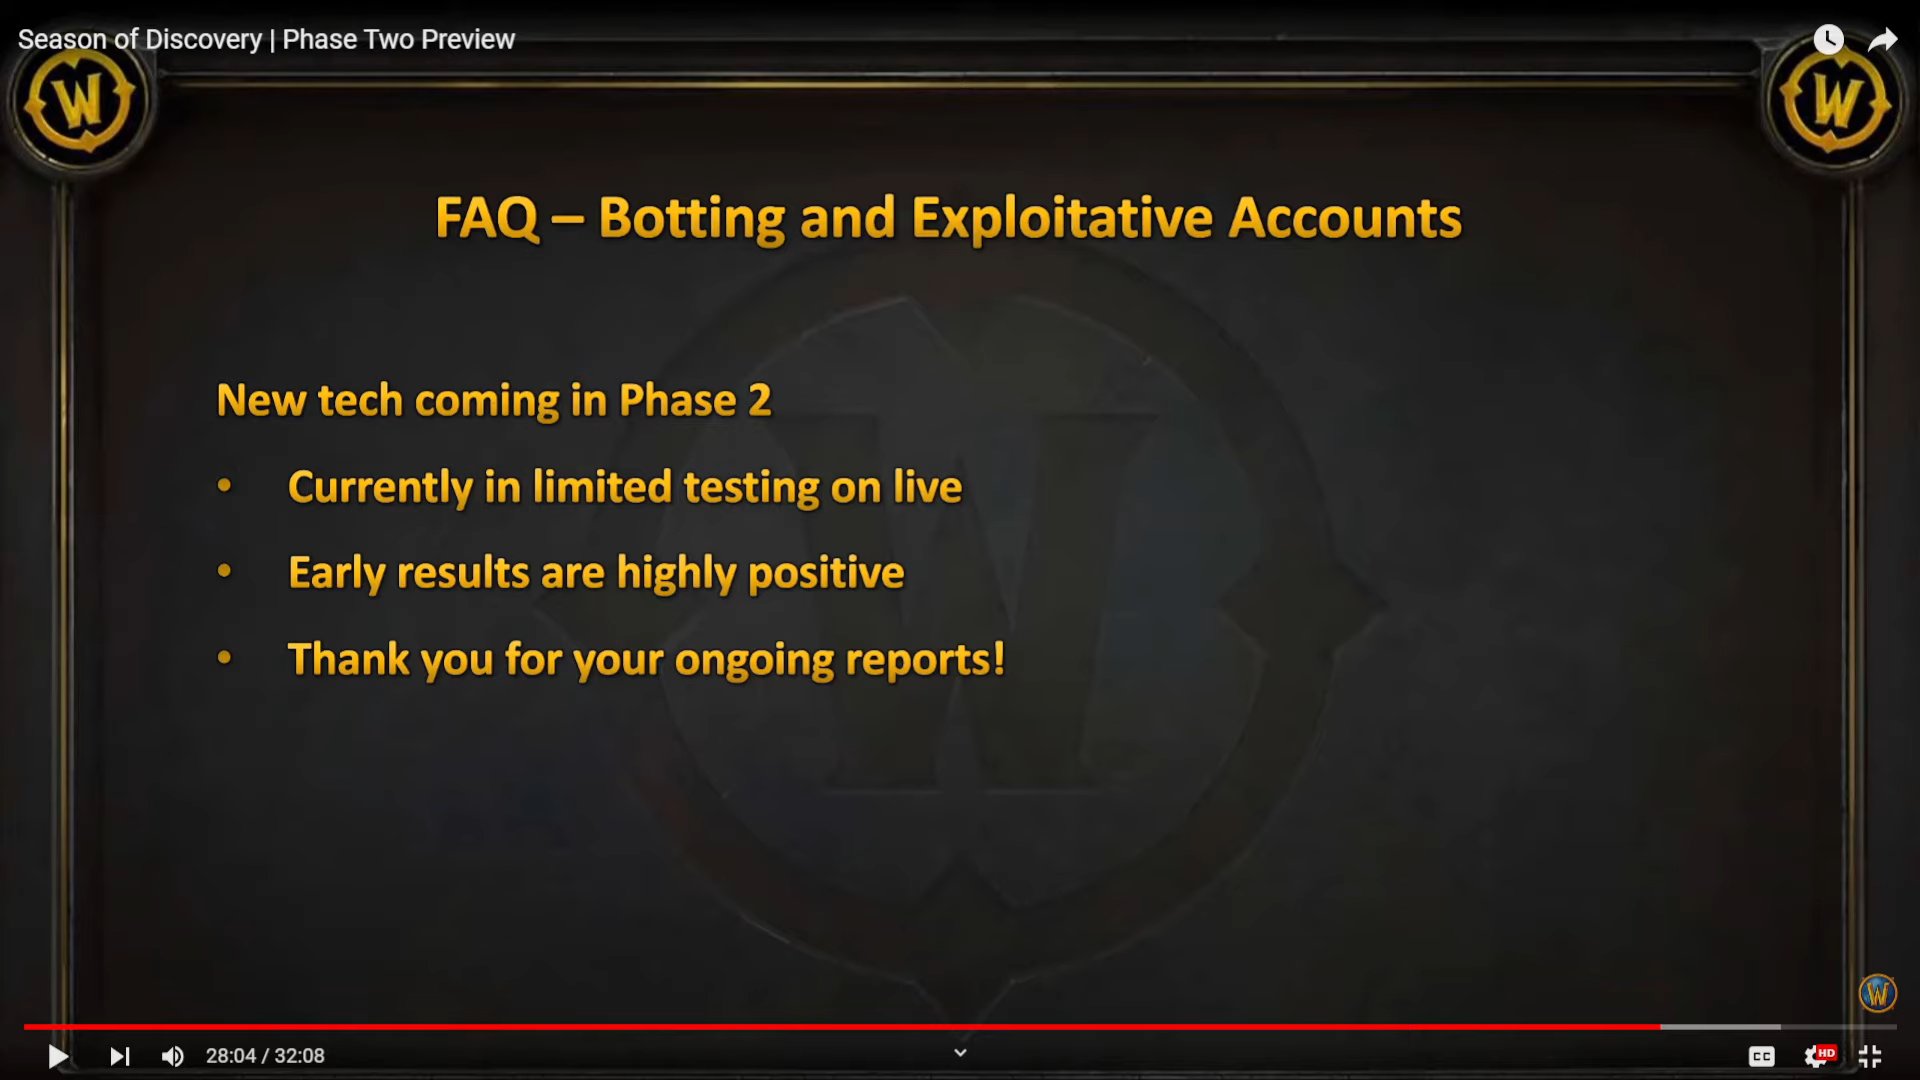 Season of Discovery | Phase Two Preview
W
W
FAQ – Botting and Exploitative Accounts
New tech coming in Phase 2
• Currently in limited testing on live
• Early results are highly positive
• Thank you for your ongoing reports!
W
W
28:04 / 32:08
CC
HD